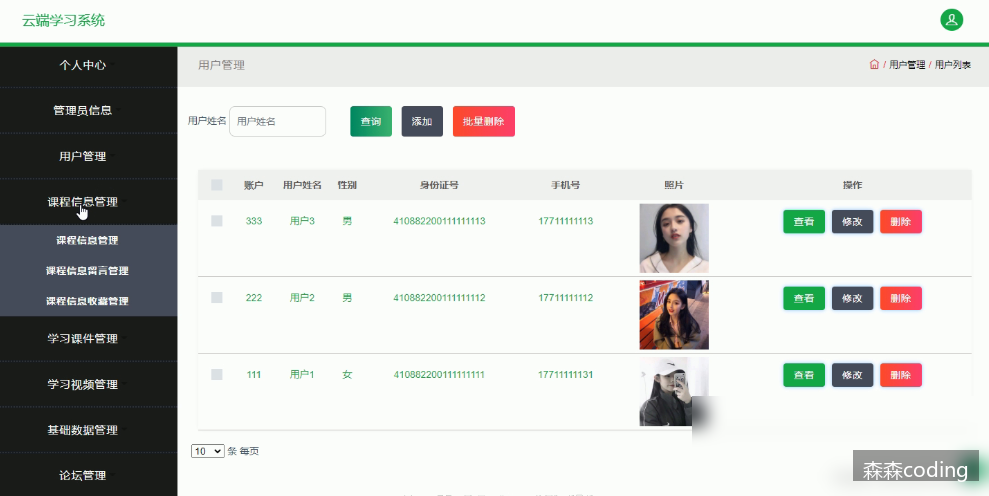 云端学习系统
个人中心
管理员信息
用户管理
课程信息管理
课程信息管理
课程信息留言管理
课程信息收藏管理
学习课件管理
学习视频管理
基础数据管理
论坛管理
用户管理
/ 用户管理 / 用户列表
用户姓名 用户姓名 查询 添加 批量删除
账户 用户姓名 性别 身份证号 手机号 照片 操作
333 用户3 男 410882200111111113 17711111113 查看 修改 删除
222 用户2 男 410882200111111112 17711111112 查看 修改 删除
111 用户1 女 410882200111111111 17711111131 查看 修改 删除
10 条 每页
森森coding